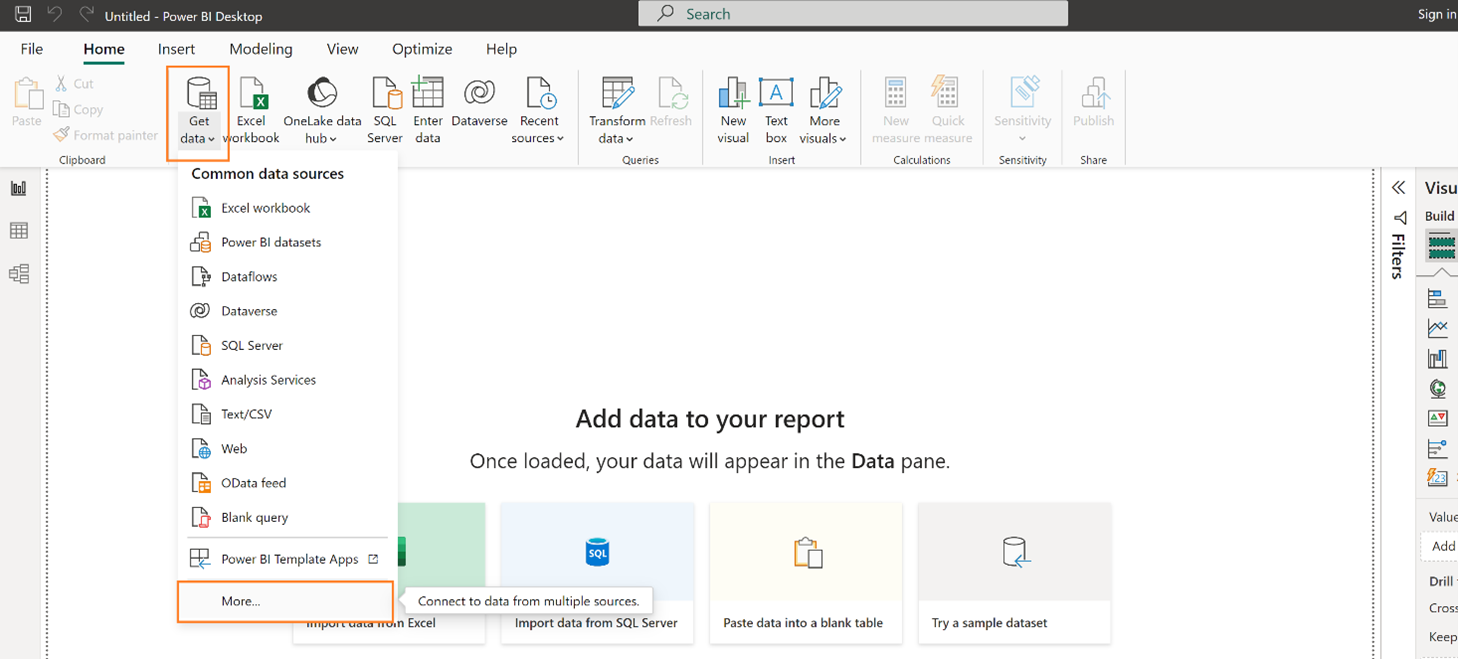 Untitled - Power BI Desktop
Search
Sign in
File Home Insert Modeling View Optimize Help
Paste
Cut
Copy
Format painter
Clipboard
Get data
Excel workbook
OneLake data hub
SQL Server
Enter data
Dataverse
Recent sources
Transform data
Refresh
Queries
New visual
Text box
More visuals
Insert
New measure
Quick measure
Calculations
Sensitivity
Sensitivity
Publish
Share
Common data sources
Excel workbook
Power BI datasets
Dataflows
Dataverse
SQL Server
Analysis Services
Text/CSV
Web
OData feed
Blank query
Power BI Template Apps
More...
Connect to data from multiple sources.
Add data to your report
Once loaded, your data will appear in the Data pane.
SQL
Import data from Excel
Import data from SQL Server
Paste data into a blank table
Try a sample dataset
Filters
Visu
Build
123
Value
Add
Drill
Cross
Keep